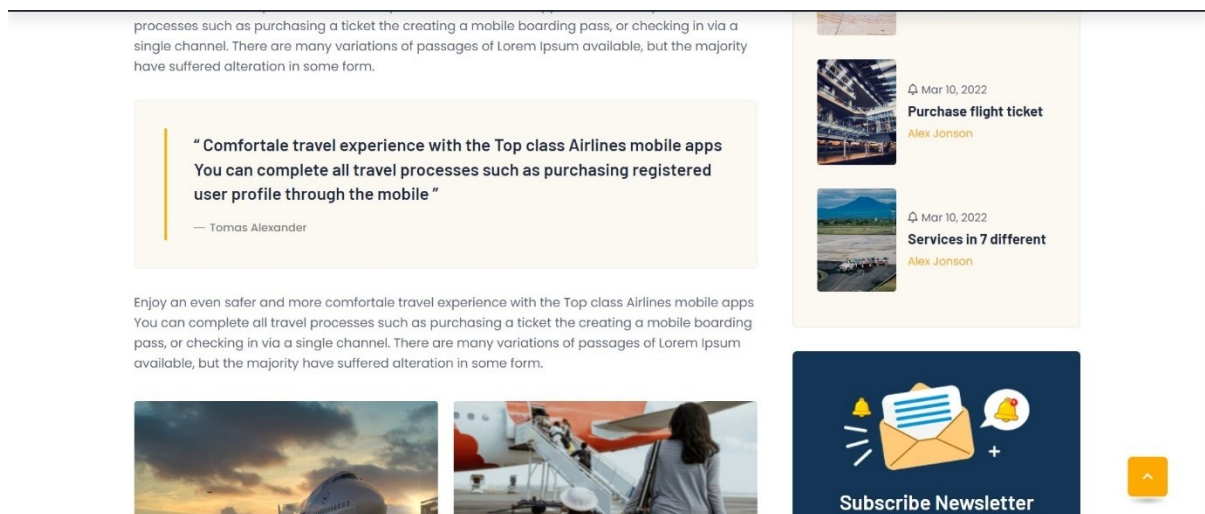 processes such as purchasing a ticket the creating a mobile boarding pass, or checking in via a
single channel. There are many variations of passages of Lorem Ipsum available, but the majority
have suffered alteration in some form.
“ Comfortale travel experience with the Top class Airlines mobile apps
You can complete all travel processes such as purchasing registered
user profile through the mobile ”
— Tomas Alexander
Enjoy an even safer and more comfortale travel experience with the Top class Airlines mobile apps
You can complete all travel processes such as purchasing a ticket the creating a mobile boarding
pass, or checking in via a single channel. There are many variations of passages of Lorem Ipsum
available, but the majority have suffered alteration in some form.
Mar 10, 2022
Purchase flight ticket
Alex Jonson
Mar 10, 2022
Services in 7 different
Alex Jonson
Subscribe Newsletter